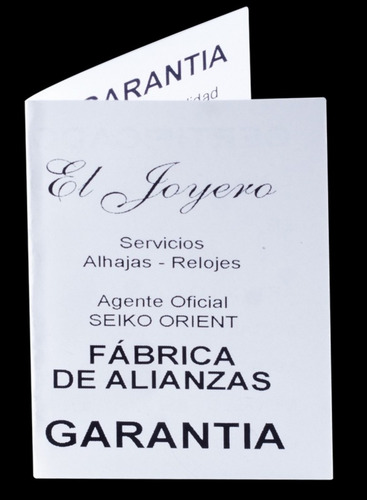 GARANTIA
El Joyero
Servicios
Alhajas - Relojes
Agente Oficial
SEIKO ORIENT
FÁBRICA
DE ALIANZAS
GARANTIA